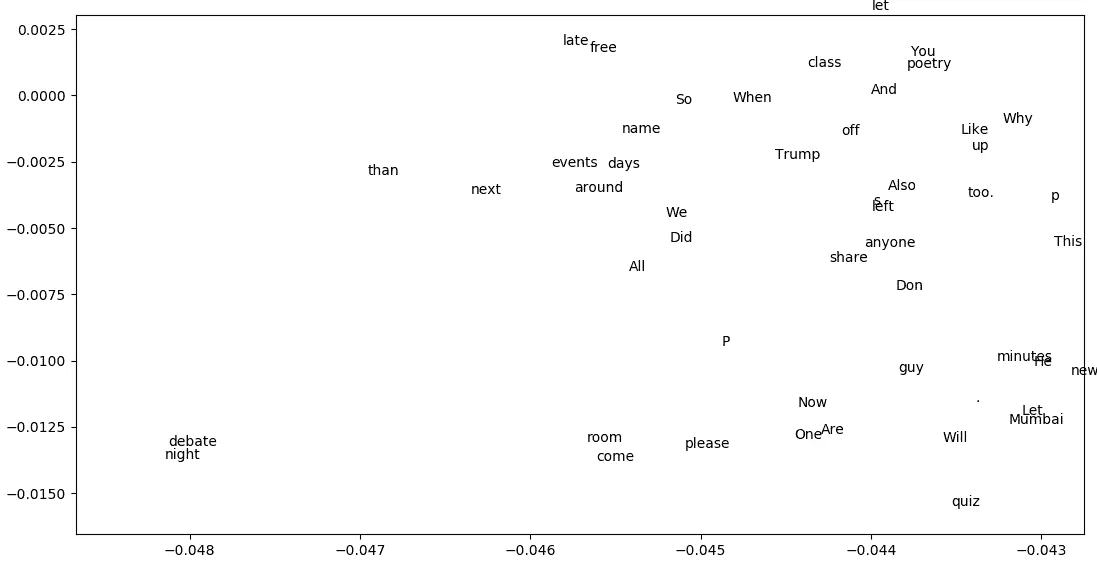 let
0.0025
late
free
You
class
poetry
0.0000
So
When
And
name
off
Like
Why
up
−0.0025
events
days
Trump
than
next
around
Also
too.
p
s
left
−0.0050
We
Did
anyone
This
All
share
−0.0075
Don
P
−0.0100
guy
minutes
He
new
Now
.
Let
Mumbai
−0.0125
debate
night
room
come
please
One
Are
Will
−0.0150
quiz
−0.048 −0.047 −0.046 −0.045 −0.044 −0.043